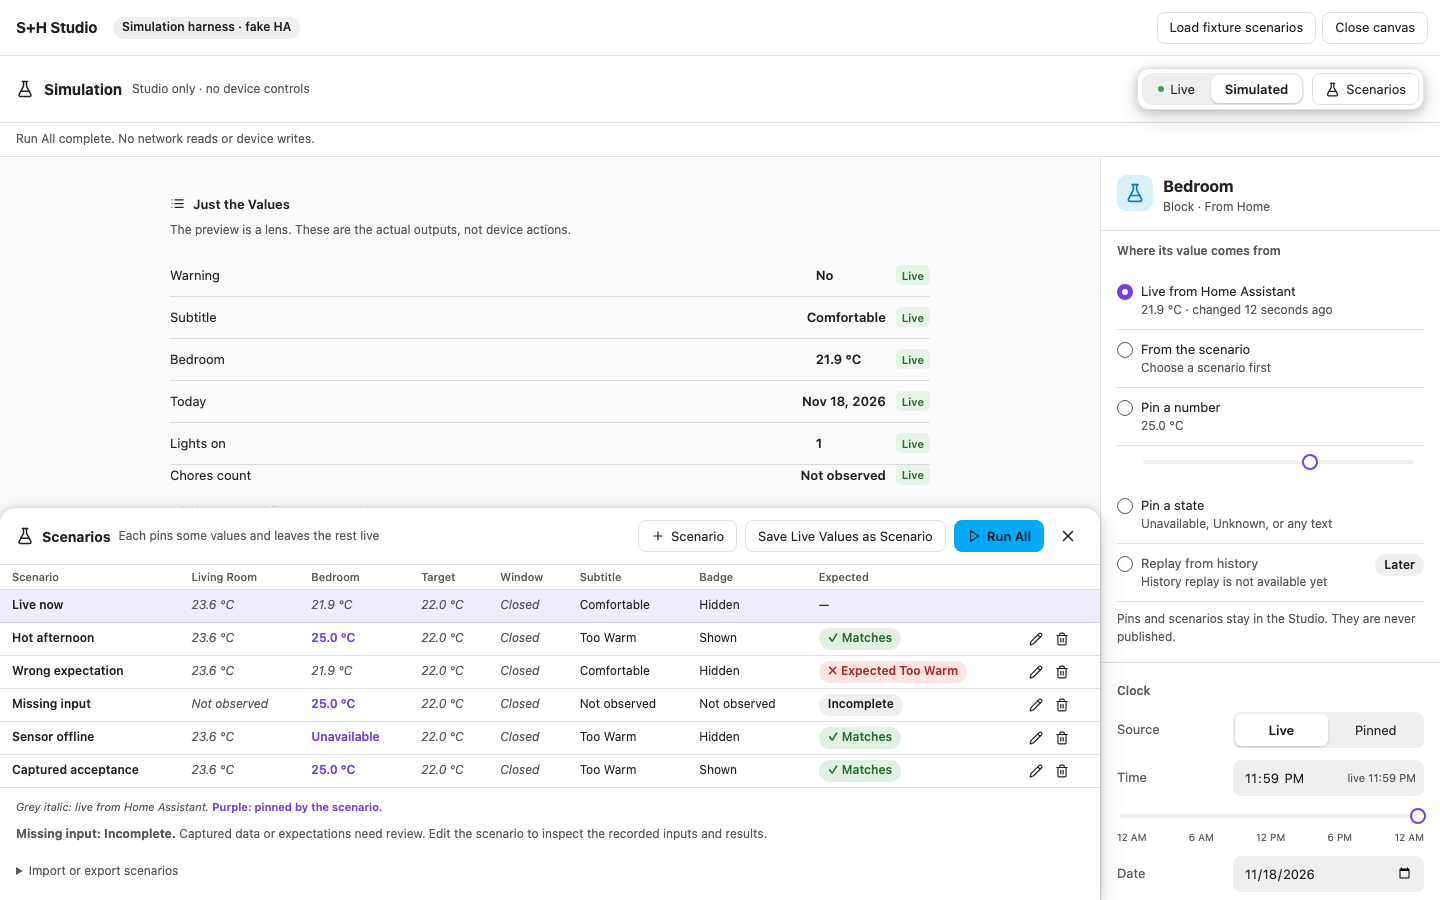 S+H Studio
Simulation harness · fake HA
Load fixture scenarios
Close canvas
Simulation
Studio only · no device controls
Live
Simulated
Scenarios
Run All complete. No network reads or device writes.
Just the Values
The preview is a lens. These are the actual outputs, not device actions.
Warning No Live
Subtitle Comfortable Live
Bedroom 21.9 °C Live
Today Nov 18, 2026 Live
Lights on 1 Live
Chores count Not observed Live
Scenarios
Each pins some values and leaves the rest live
+ Scenario
Save Live Values as Scenario
Run All
Scenario Living Room Bedroom Target Window Subtitle Badge Expected
Live now 23.6 °C 21.9 °C 22.0 °C Closed Comfortable Hidden —
Hot afternoon 23.6 °C 25.0 °C 22.0 °C Closed Too Warm Shown ✓ Matches
Wrong expectation 23.6 °C 21.9 °C 22.0 °C Closed Comfortable Hidden ✕ Expected Too Warm
Missing input Not observed 25.0 °C 22.0 °C Closed Not observed Not observed Incomplete
Sensor offline 23.6 °C Unavailable 22.0 °C Closed Too Warm Hidden ✓ Matches
Captured acceptance 23.6 °C 25.0 °C 22.0 °C Closed Too Warm Shown ✓ Matches
Grey italic: live from Home Assistant. Purple: pinned by the scenario.
Missing input: Incomplete. Captured data or expectations need review. Edit the scenario to inspect the recorded inputs and results.
Import or export scenarios
Bedroom
Block · From Home
Where its value comes from
Live from Home Assistant
21.9 °C · changed 12 seconds ago
From the scenario
Choose a scenario first
Pin a number
25.0 °C
Pin a state
Unavailable, Unknown, or any text
Replay from history
History replay is not available yet
Later
Pins and scenarios stay in the Studio. They are never
published.
Clock
Source Live Pinned
Time 11:59 PM live 11:59 PM
12 AM 6 AM 12 PM 6 PM 12 AM
Date 11/18/2026